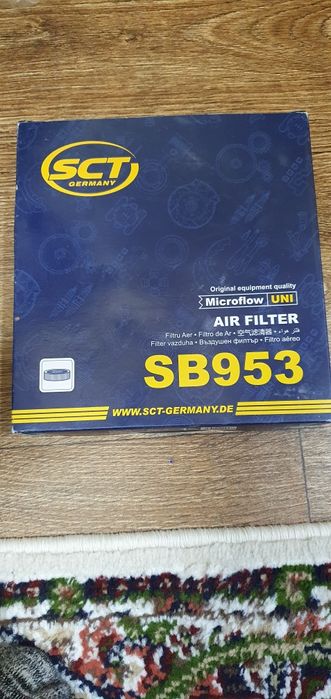 SCT
GERMANY
Original equipment quality
Microflow UNI
AIR FILTER
Filtru Aer • Filtro de Ar • 空气滤清器 • فلتر هواء
Filter vazduha • Въздушен филтър • Filtro aéreo
SB953
WWW.SCT-GERMANY.DE